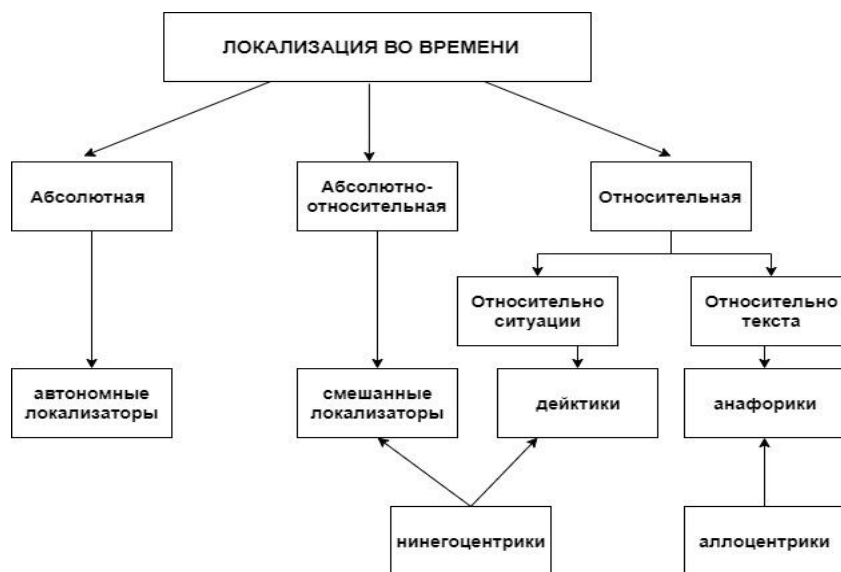 ЛОКАЛИЗАЦИЯ ВО ВРЕМЕНИ
Абсолютная
Абсолютно-
относительная
Относительная
Относительно
ситуации
Относительно
текста
автономные
локализаторы
смешанные
локализаторы
дейктики
анафорики
нинегоцентрики
аллоцентрики